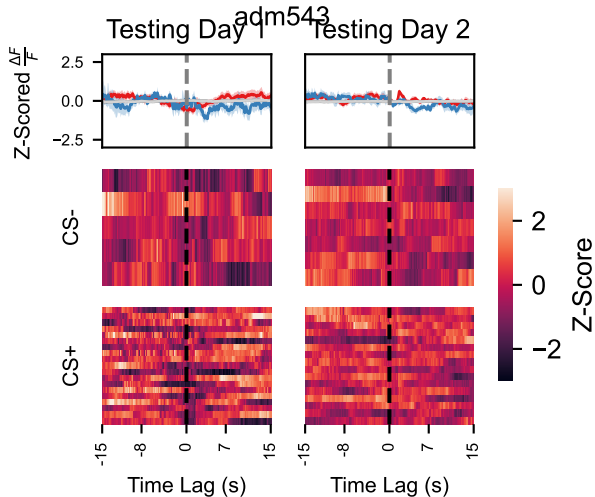 adm543
Testing Day 1 Testing Day 2
Z-Scored ΔF/F
2.5
0.0
−2.5
CS-
CS+
2
0
−2
Z-Score
-15 -8 0 7 15 -15 -8 0 7 15
Time Lag (s) Time Lag (s)